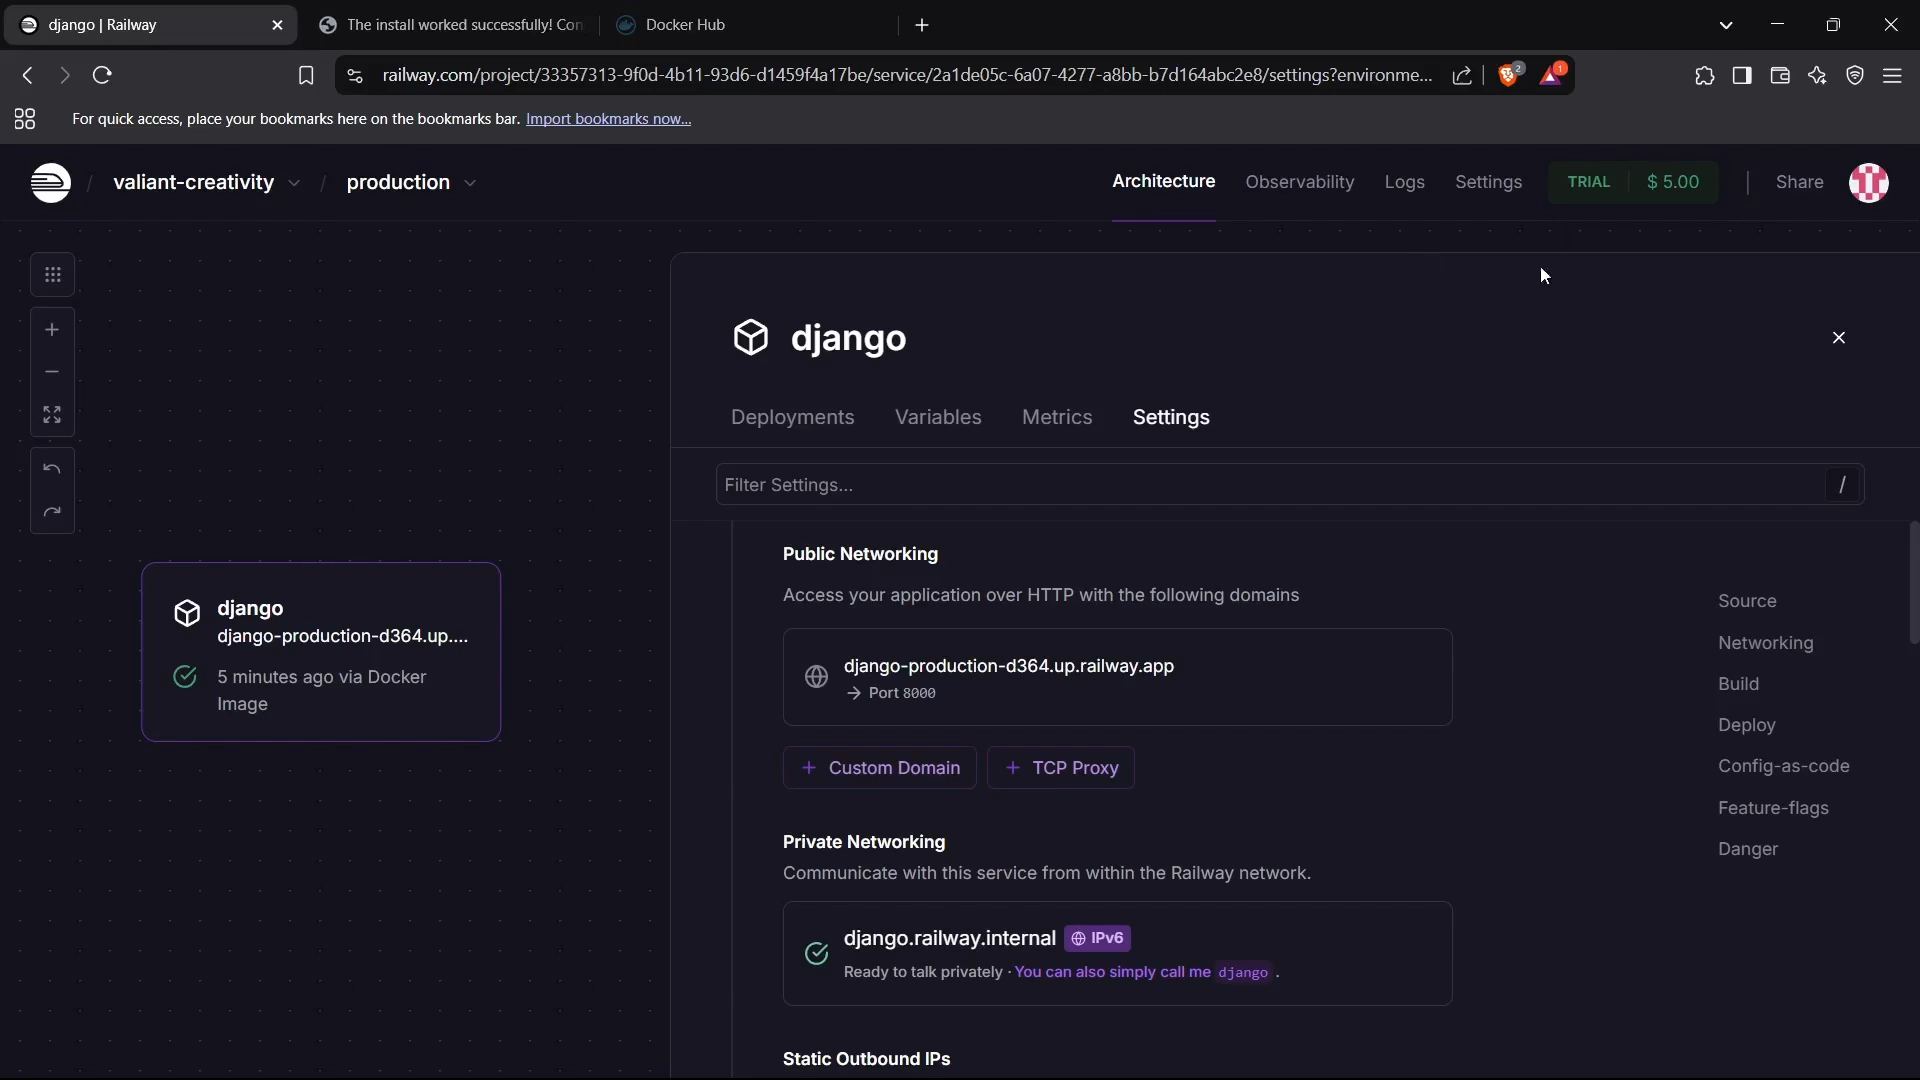 django | Railway
The install worked successfully! Con
Docker Hub
railway.com/project/33357313-9f0d-4b11-93d6-d1459f4a17be/service/2a1de05c-6a07-4277-a8bb-b7d164abc2e8/settings?environme...
2
1
For quick access, place your bookmarks here on the bookmarks bar. Import bookmarks now...
/ valiant-creativity / production
Architecture Observability Logs Settings TRIAL $ 5.00 Share
django
Deployments Variables Metrics Settings
Filter Settings... /
Public Networking
Access your application over HTTP with the following domains
django-production-d364.up.railway.app
→ Port 8000
+ Custom Domain + TCP Proxy
Private Networking
Communicate with this service from within the Railway network.
django.railway.internal IPv6
Ready to talk privately · You can also simply call me django .
Static Outbound IPs
Source
Networking
Build
Deploy
Config-as-code
Feature-flags
Danger
django
django-production-d364.up....
5 minutes ago via Docker
Image